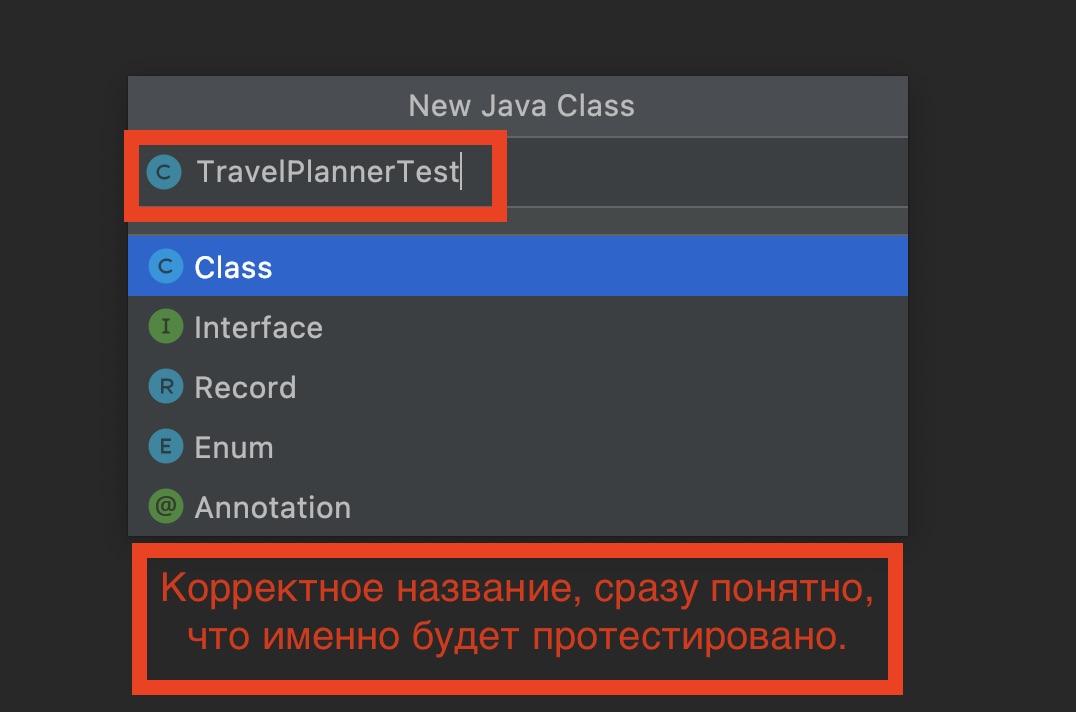 New Java Class
C TravelPlannerTest
C Class
I Interface
R Record
E Enum
@ Annotation
Корректное название, сразу понятно,
что именно будет протестировано.